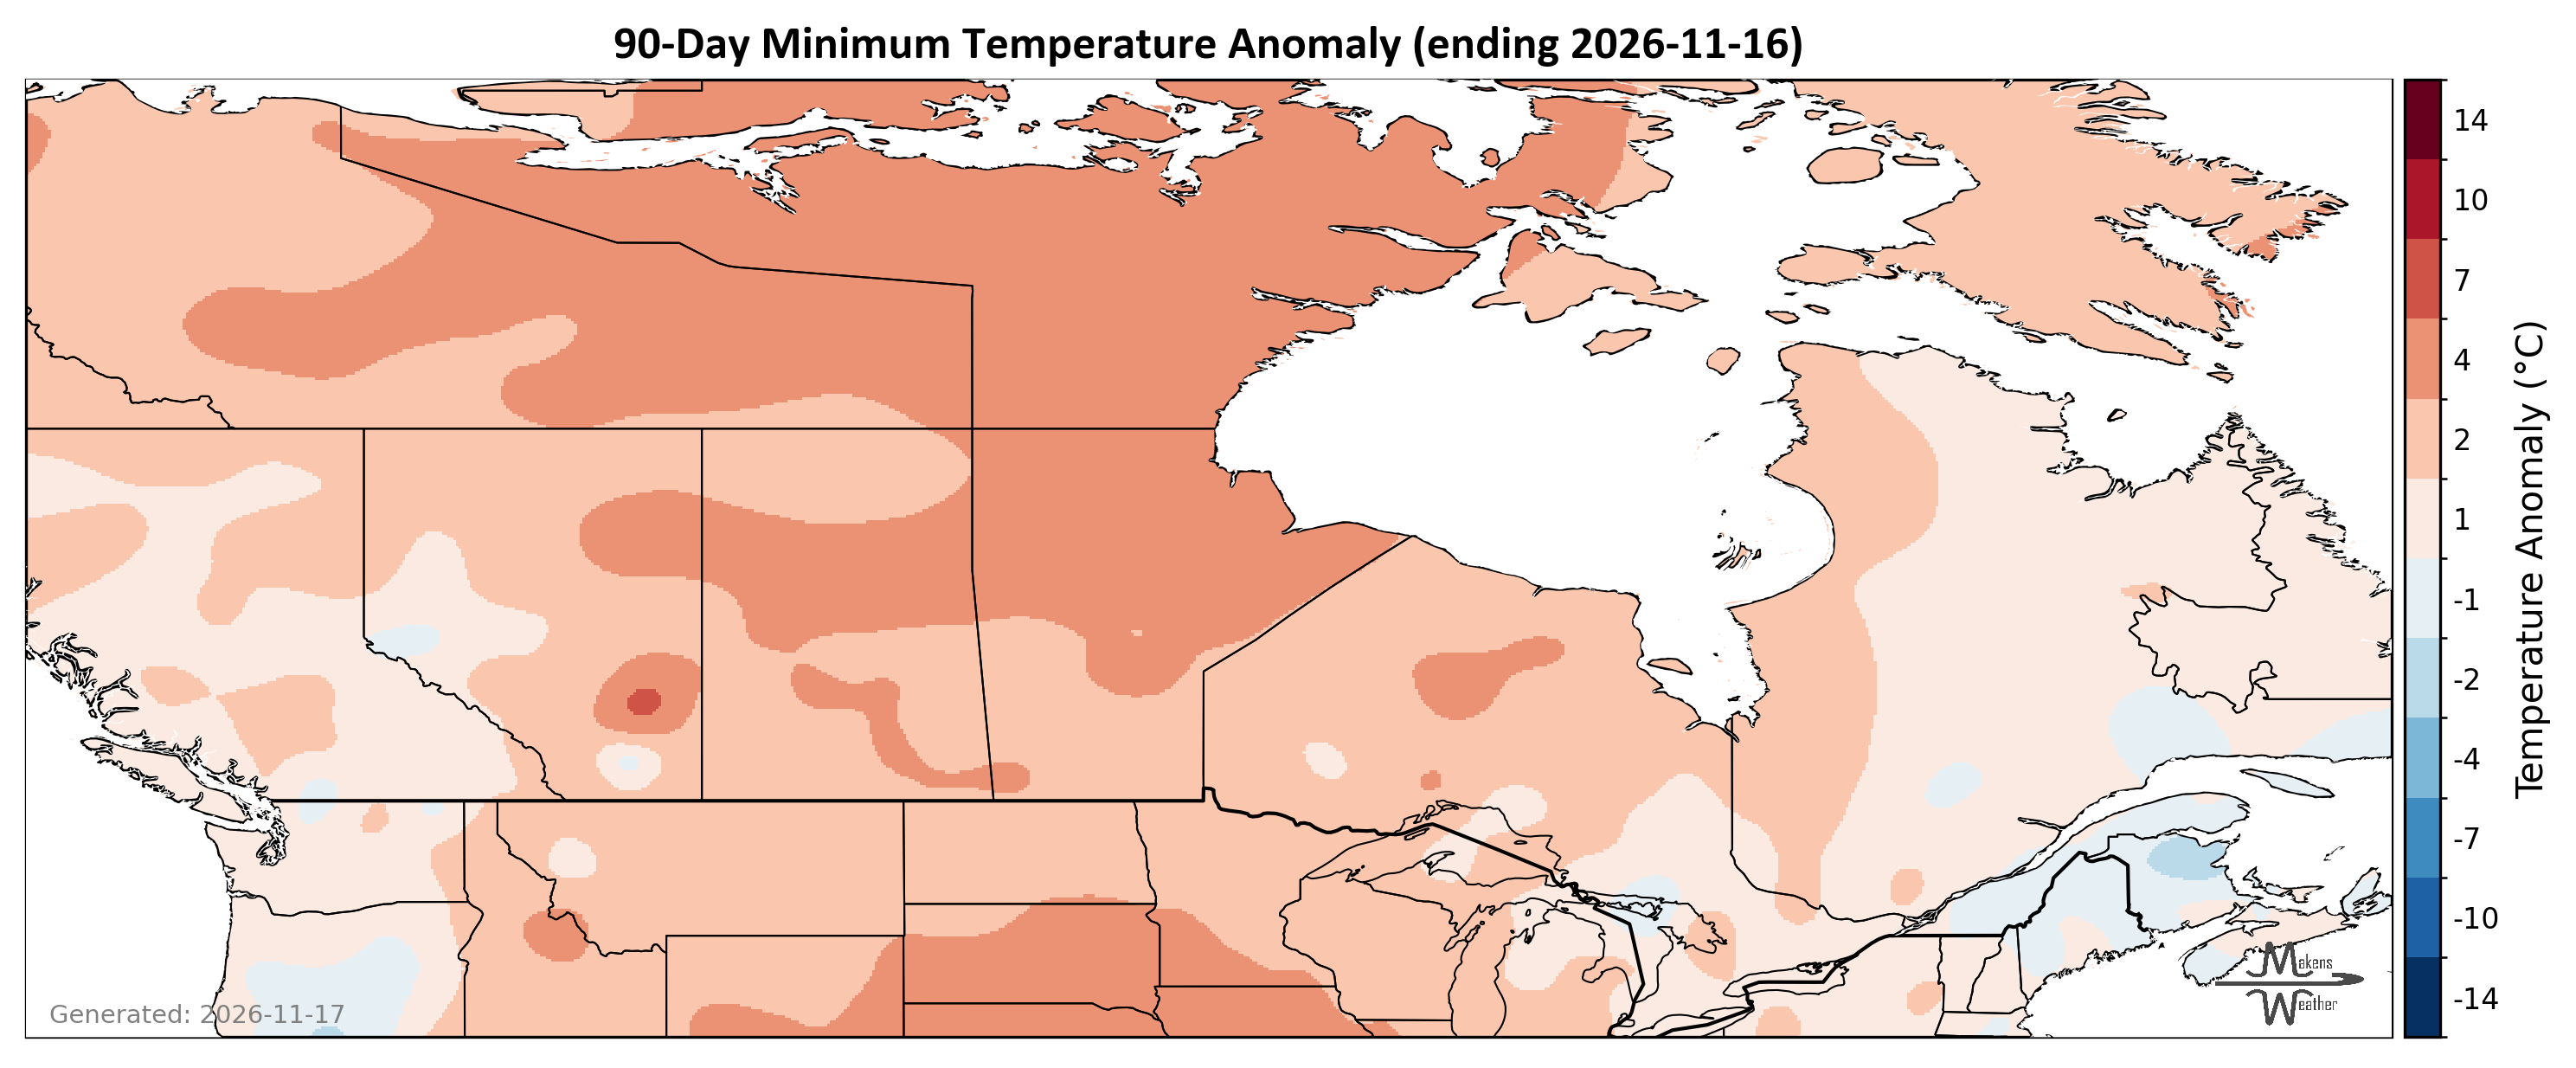 90-Day Minimum Temperature Anomaly (ending 2026-11-16)
14
10
7
4
2
1
-1
-2
-4
-7
-10
-14
Temperature Anomaly (°C)
Generated: 2026-11-17
Makens
Weather